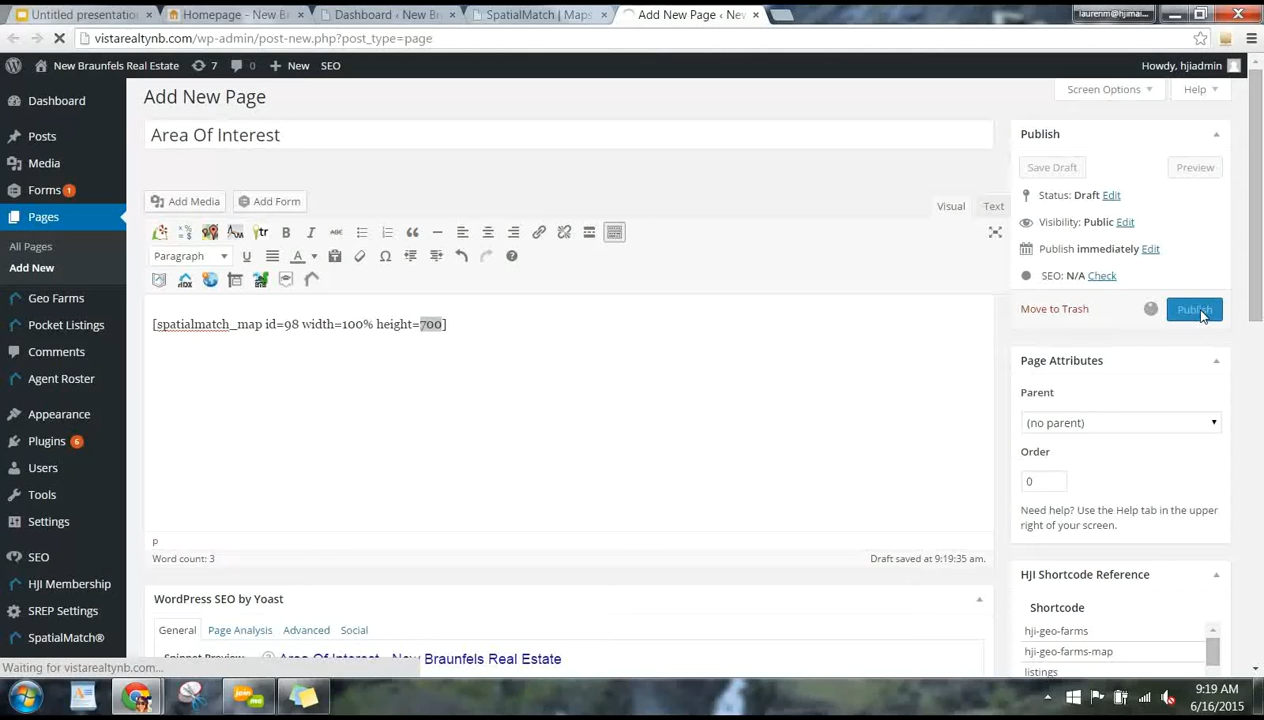 Untitled presentatio
Homepage - New B
Dashboard ‹ New Br
SpatialMatch | Maps
Add New Page ‹ Ne
laurenm@hjimai...
vistarealtynb.com/wp-admin/post-new.php?post_type=page
New Braunfels Real Estate 7 0 + New SEO
Howdy, hjiadmin
Dashboard
Posts
Media
Forms 1
Pages
All Pages
Add New
Geo Farms
Pocket Listings
Comments
Agent Roster
Appearance
Plugins 6
Users
Tools
Settings
SEO
HJI Membership
SREP Settings
SpatialMatch®
Add New Page
Screen Options
Help
Area Of Interest
Add Media
Add Form
Visual
Text
Paragraph
[spatialmatch_map id=98 width=100% height=700]
P
Word count: 3
Draft saved at 9:19:35 am.
WordPress SEO by Yoast
General
Page Analysis
Advanced
Social
Area Of Interest - New Braunfels Real Estate
Publish
Save Draft
Preview
Status: Draft Edit
Visibility: Public Edit
Publish immediately Edit
SEO: N/A Check
Move to Trash
Publish
Page Attributes
Parent
(no parent)
Order
0
Need help? Use the Help tab in the upper
right of your screen.
HJI Shortcode Reference
Shortcode
hji-geo-farms
hji-geo-farms-map
listings
Waiting for vistarealtynb.com...
join
me
9:19 AM
6/16/2015